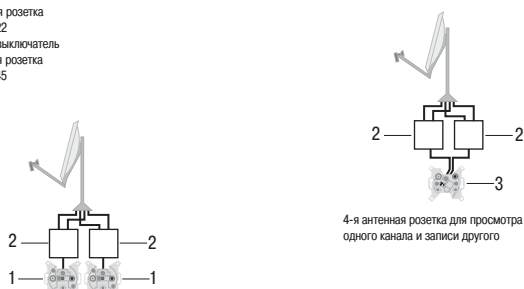 розетка
22
выключатель
розетка
45
2
2
1
1
2
2
3
4-я антенная розетка для просмотра
одного канала и записи другого